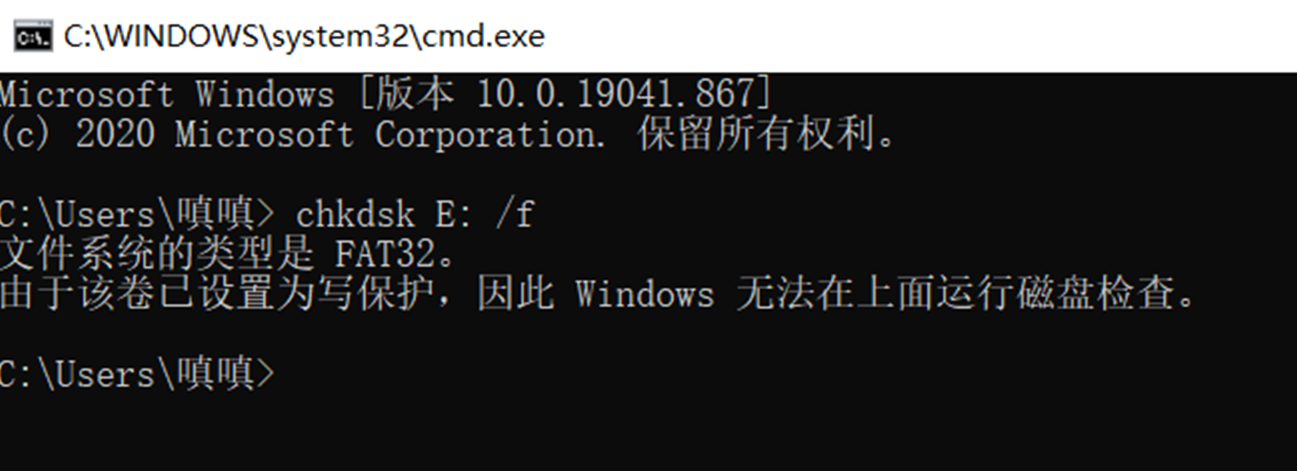 C:\WINDOWS\system32\cmd.exe
Microsoft Windows [版本 10.0.19041.867]
(c) 2020 Microsoft Corporation. 保留所有权利。
C:\Users\嗔嗔> chkdsk E: /f
文件系统的类型是 FAT32。
由于该卷已设置为写保护，因此 Windows 无法在上面运行磁盘检查。
C:\Users\嗔嗔>